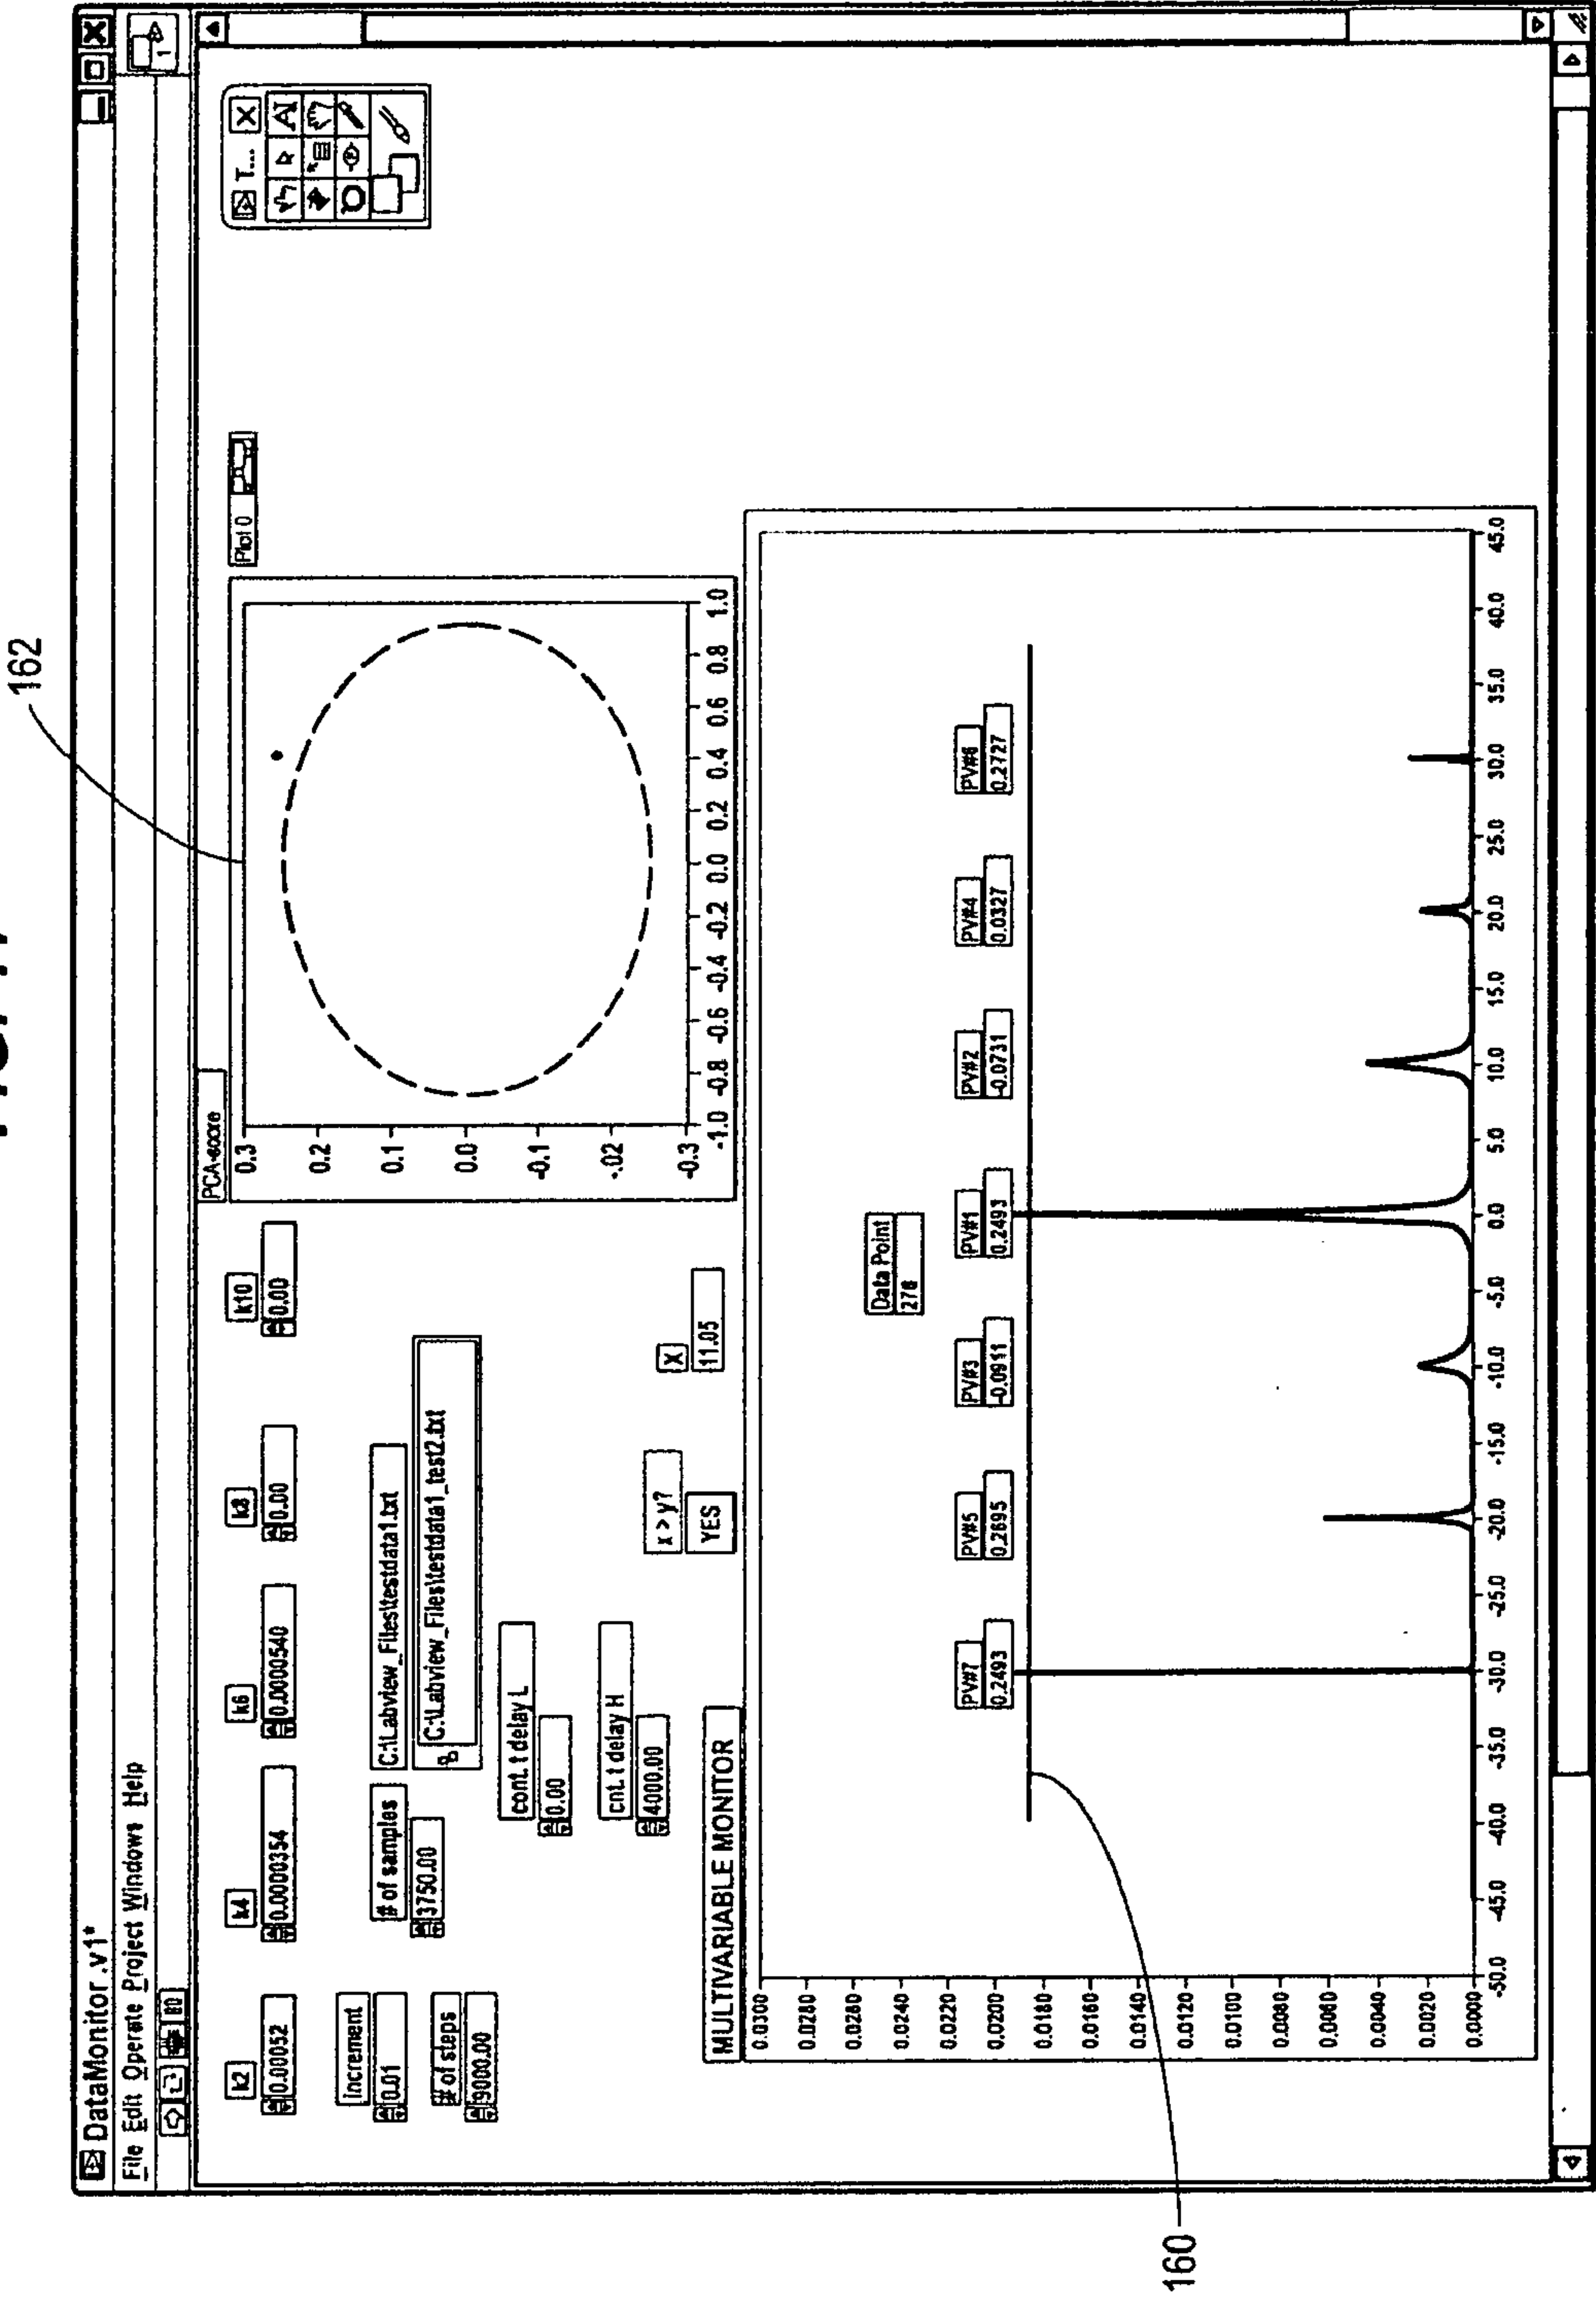 162
DataMonitor.v1*
File Edit Operate Project Windows Help
1
k2
0.00052
k4
0.0000354
k6
0.0000540
k8
0.00
k10
0.00
increment
0.01
# of samples
3750.00
C:\Labview_Files\testdata1.txt
C:\Labview_Files\testdata1_test2.txt
# of steps
9000.00
cont. t delay L
0.00
cnt. t delay H
4000.00
x > y?
YES
X
11.05
PCA-score
Plot 0
T...
0.3
0.2
0.1
0.0
-0.1
-.02
-0.3
-1.0 -0.8 -0.6 -0.4 -0.2 0.0 0.2 0.4 0.6 0.8 1.0
MULTIVARIABLE MONITOR
0.0300
0.0280
0.0260
0.0240
0.0220
0.0200
0.0180
0.0160
0.0140
0.0120
0.0100
0.0080
0.0060
0.0040
0.0020
0.0000
Data Point
276
PV#7
0.2493
PV#5
0.2695
PV#3
-0.0911
PV#1
0.2493
PV#2
-0.0731
PV#4
0.0327
PV#6
0.2727
-50.0 -45.0 -40.0 -35.0 -30.0 -25.0 -20.0 -15.0 -10.0 -5.0 0.0 5.0 10.0 15.0 20.0 25.0 30.0 35.0 40.0 45.0
160